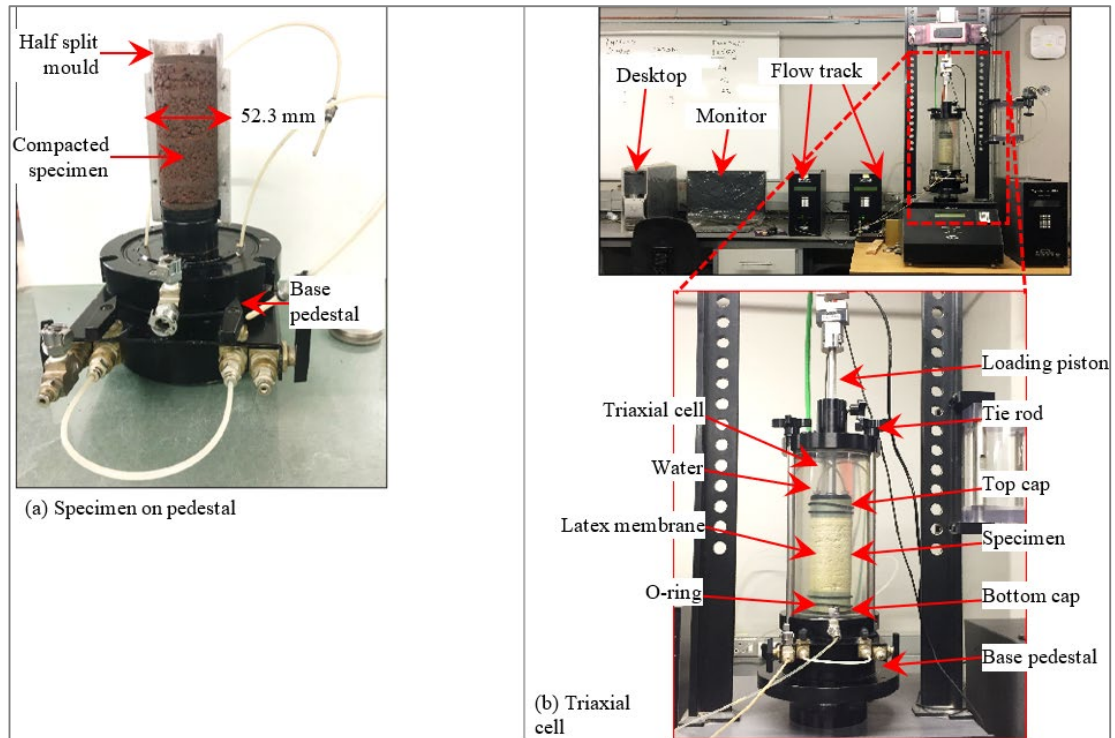 Half split
mould
52.3 mm
Compacted
specimen
Base
pedestal
(a) Specimen on pedestal
Desktop
Flow track
Monitor
Loading piston
Triaxial cell
Tie rod
Water
Top cap
Latex membrane
Specimen
O-ring
Bottom cap
Base pedestal
(b) Triaxial
cell